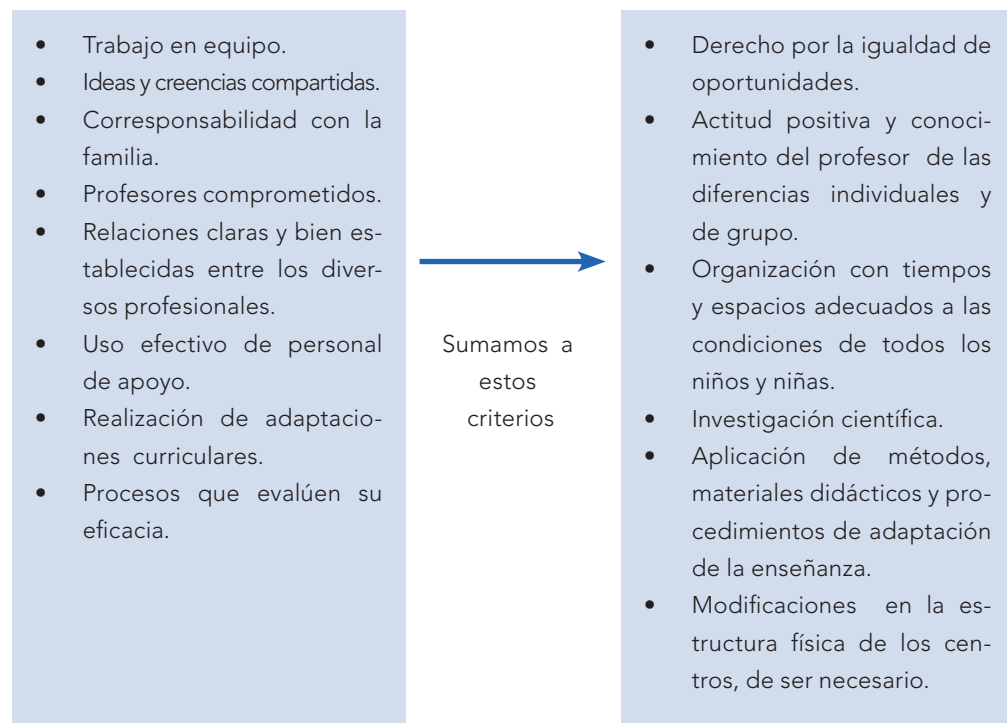 • Trabajo en equipo.
• Ideas y creencias compartidas.
• Corresponsabilidad con la
familia.
• Profesores comprometidos.
• Relaciones claras y bien es-
tablecidas entre los diver-
sos profesionales.
• Uso efectivo de personal
de apoyo.
• Realización de adaptacio-
nes curriculares.
• Procesos que evalúen su
eficacia.
Sumamos a
estos
criterios
• Derecho por la igualdad de
oportunidades.
• Actitud positiva y conoci-
miento del profesor de las
diferencias individuales y
de grupo.
• Organización con tiempos
y espacios adecuados a las
condiciones de todos los
niños y niñas.
• Investigación científica.
• Aplicación de métodos,
materiales didácticos y pro-
cedimientos de adaptación
de la enseñanza.
• Modificaciones en la es-
tructura física de los cen-
tros, de ser necesario.